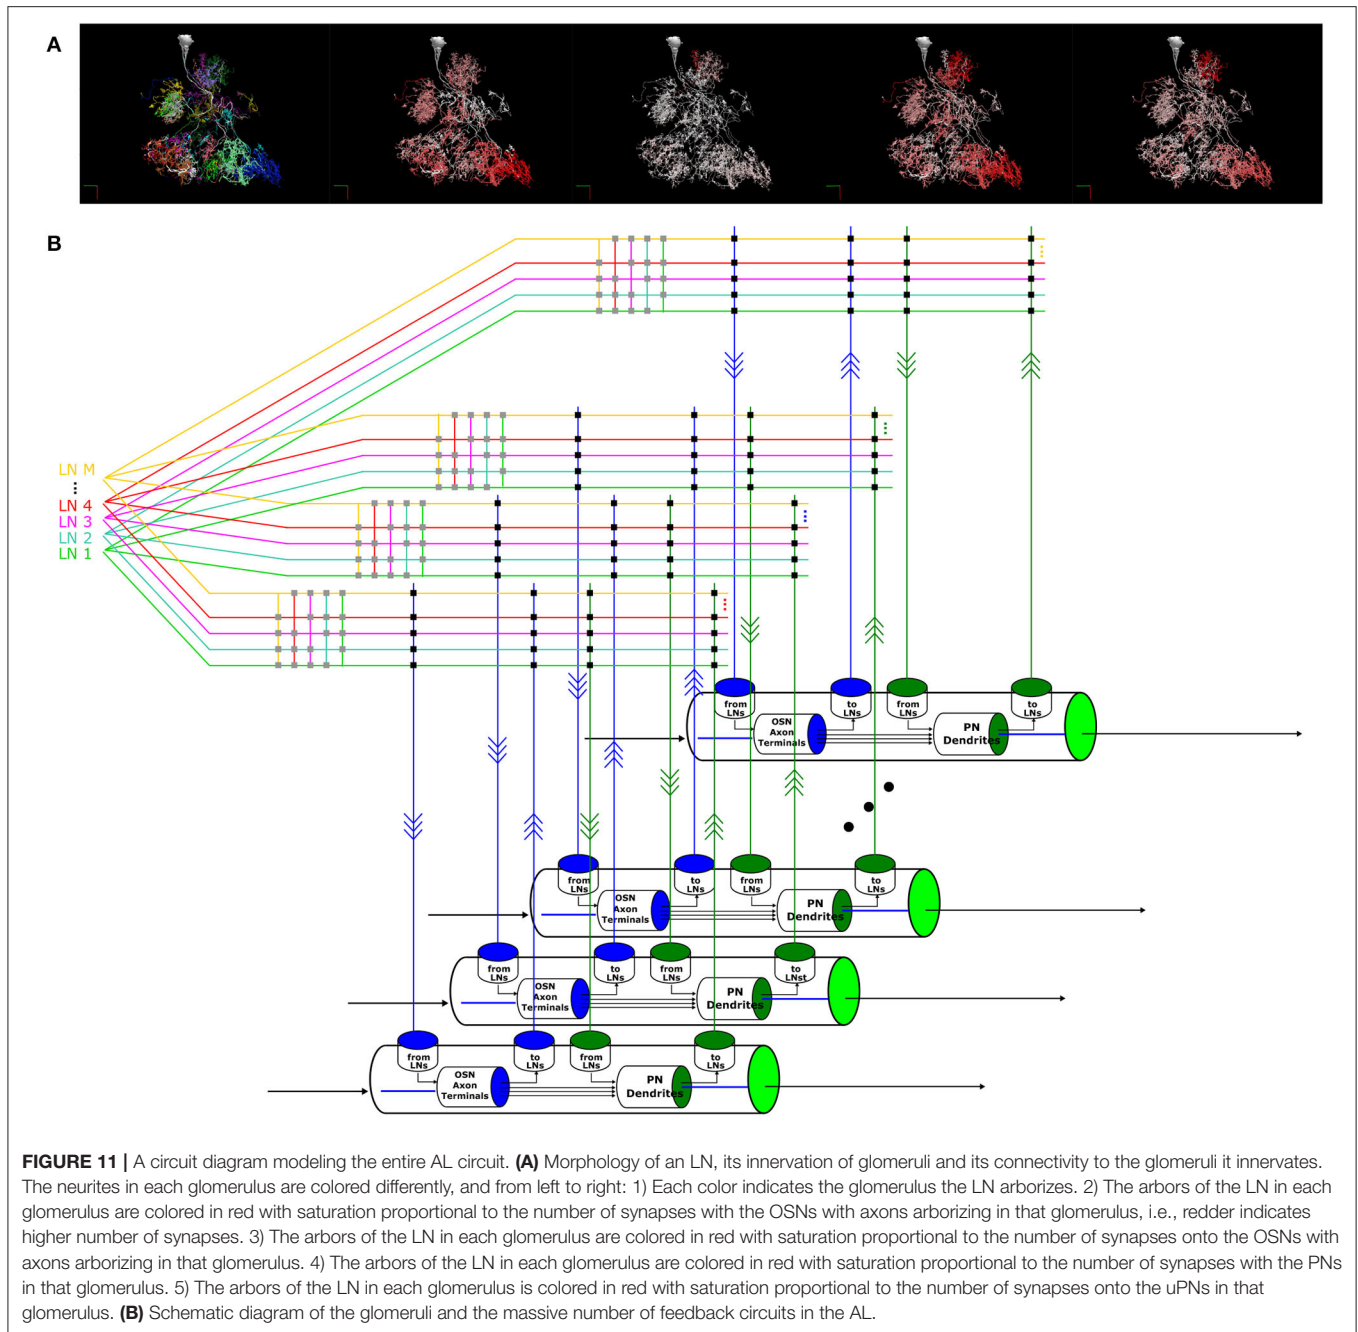 A
B
LN M
LN 4
LN 3
LN 2
LN 1
from
LNs
to
LNs
from
LNs
to
LNs
OSN
Axon
Terminals
PN
Dendrites
from
LNs
to
LNs
from
LNs
to
LNs
OSN
Axon
Terminals
PN
Dendrites
from
LNs
to
LNs
from
LNs
to
LNst
OSN
Axon
Terminals
PN
Dendrites
from
LNs
to
LNs
from
LNs
to
LNs
OSN
Axon
Terminals
PN
Dendrites
FIGURE 11 | A circuit diagram modeling the entire AL circuit. (A) Morphology of an LN, its innervation of glomeruli and its connectivity to the glomeruli it innervates.
The neurites in each glomerulus are colored differently, and from left to right: 1) Each color indicates the glomerulus the LN arborizes. 2) The arbors of the LN in each
glomerulus are colored in red with saturation proportional to the number of synapses with the OSNs with axons arborizing in that glomerulus, i.e., redder indicates
higher number of synapses. 3) The arbors of the LN in each glomerulus are colored in red with saturation proportional to the number of synapses onto the OSNs with
axons arborizing in that glomerulus. 4) The arbors of the LN in each glomerulus are colored in red with saturation proportional to the number of synapses with the PNs
in that glomerulus. 5) The arbors of the LN in each glomerulus is colored in red with saturation proportional to the number of synapses onto the uPNs in that
glomerulus. (B) Schematic diagram of the glomeruli and the massive number of feedback circuits in the AL.